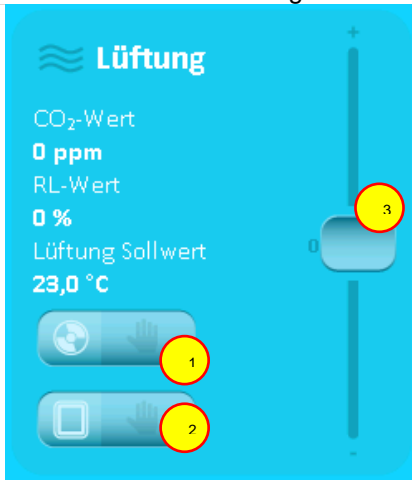 Lüftung
CO₂-Wert
0 ppm
RL-Wert
0 %
Lüftung Sollwert
23,0 °C
+
3
0
1
2
-